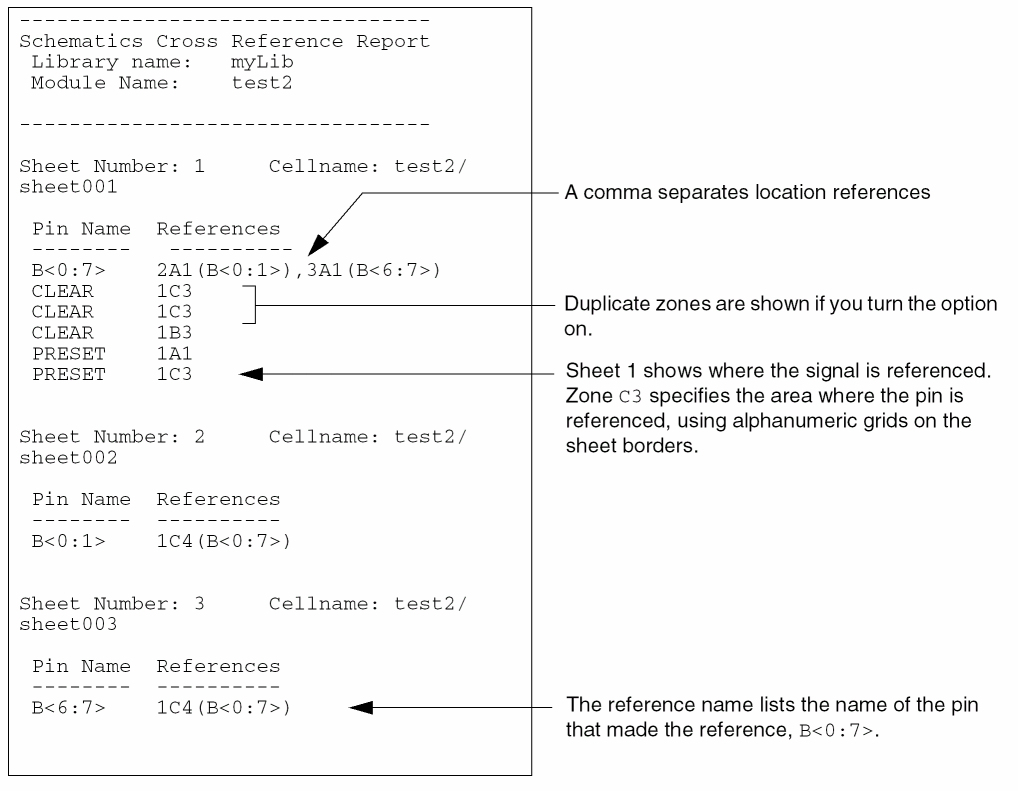 ---------------------------------
Schematics Cross Reference Report
Library name:   myLib
Module Name:    test2
---------------------------------
Sheet Number: 1     Cellname: test2/
sheet001
Pin Name  References
--------   ----------
B<0:7>    2A1(B<0:1>),3A1(B<6:7>)
CLEAR     1C3
CLEAR     1C3
CLEAR     1B3
PRESET    1A1
PRESET    1C3
Sheet Number: 2     Cellname: test2/
sheet002
Pin Name  References
--------  ----------
B<0:1>    1C4(B<0:7>)
Sheet Number: 3     Cellname: test2/
sheet003
Pin Name  References
--------  ----------
B<6:7>    1C4(B<0:7>)
A comma separates location references
Duplicate zones are shown if you turn the option
on.
Sheet 1 shows where the signal is referenced.
Zone C3 specifies the area where the pin is
referenced, using alphanumeric grids on the
sheet borders.
The reference name lists the name of the pin
that made the reference, B<0:7>.